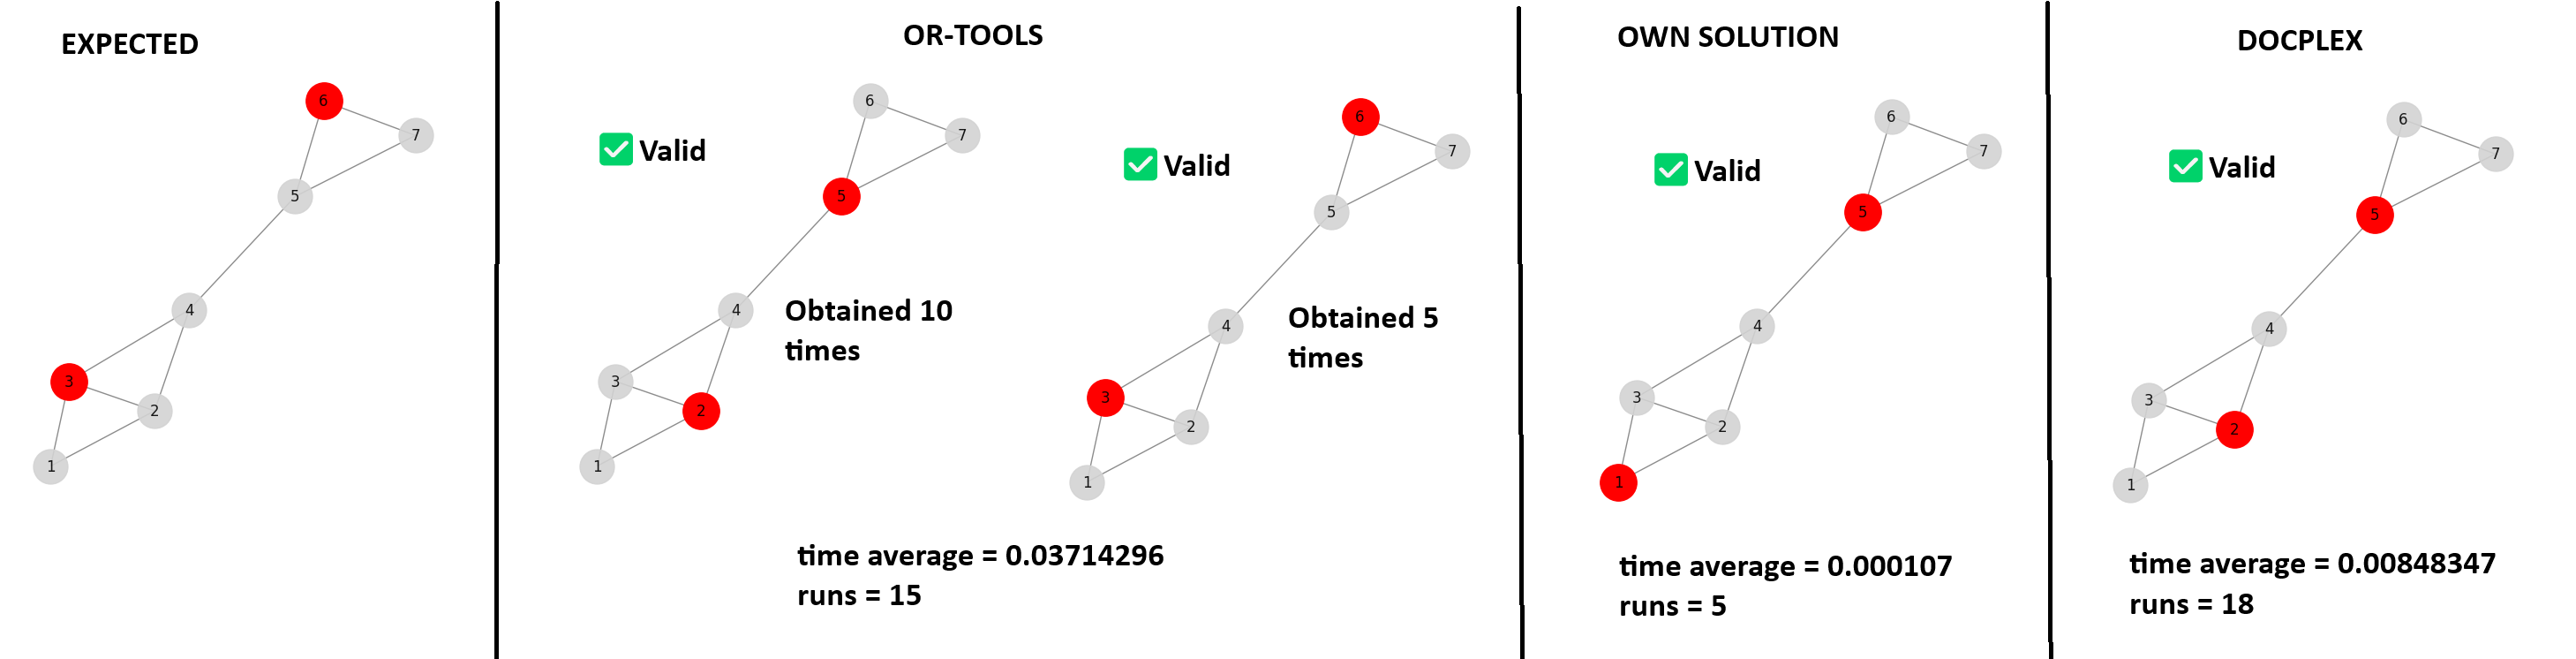 EXPECTED
6
7
5
4
3
2
1
OR-TOOLS
Valid
6
7
5
4
3
2
1
Obtained 10
times
Valid
6
7
5
4
3
2
1
Obtained 5
times
time average = 0.03714296
runs = 15
OWN SOLUTION
Valid
6
7
5
4
3
2
1
time average = 0.000107
runs = 5
DOCPLEX
Valid
6
7
5
4
3
2
1
time average = 0.00848347
runs = 18